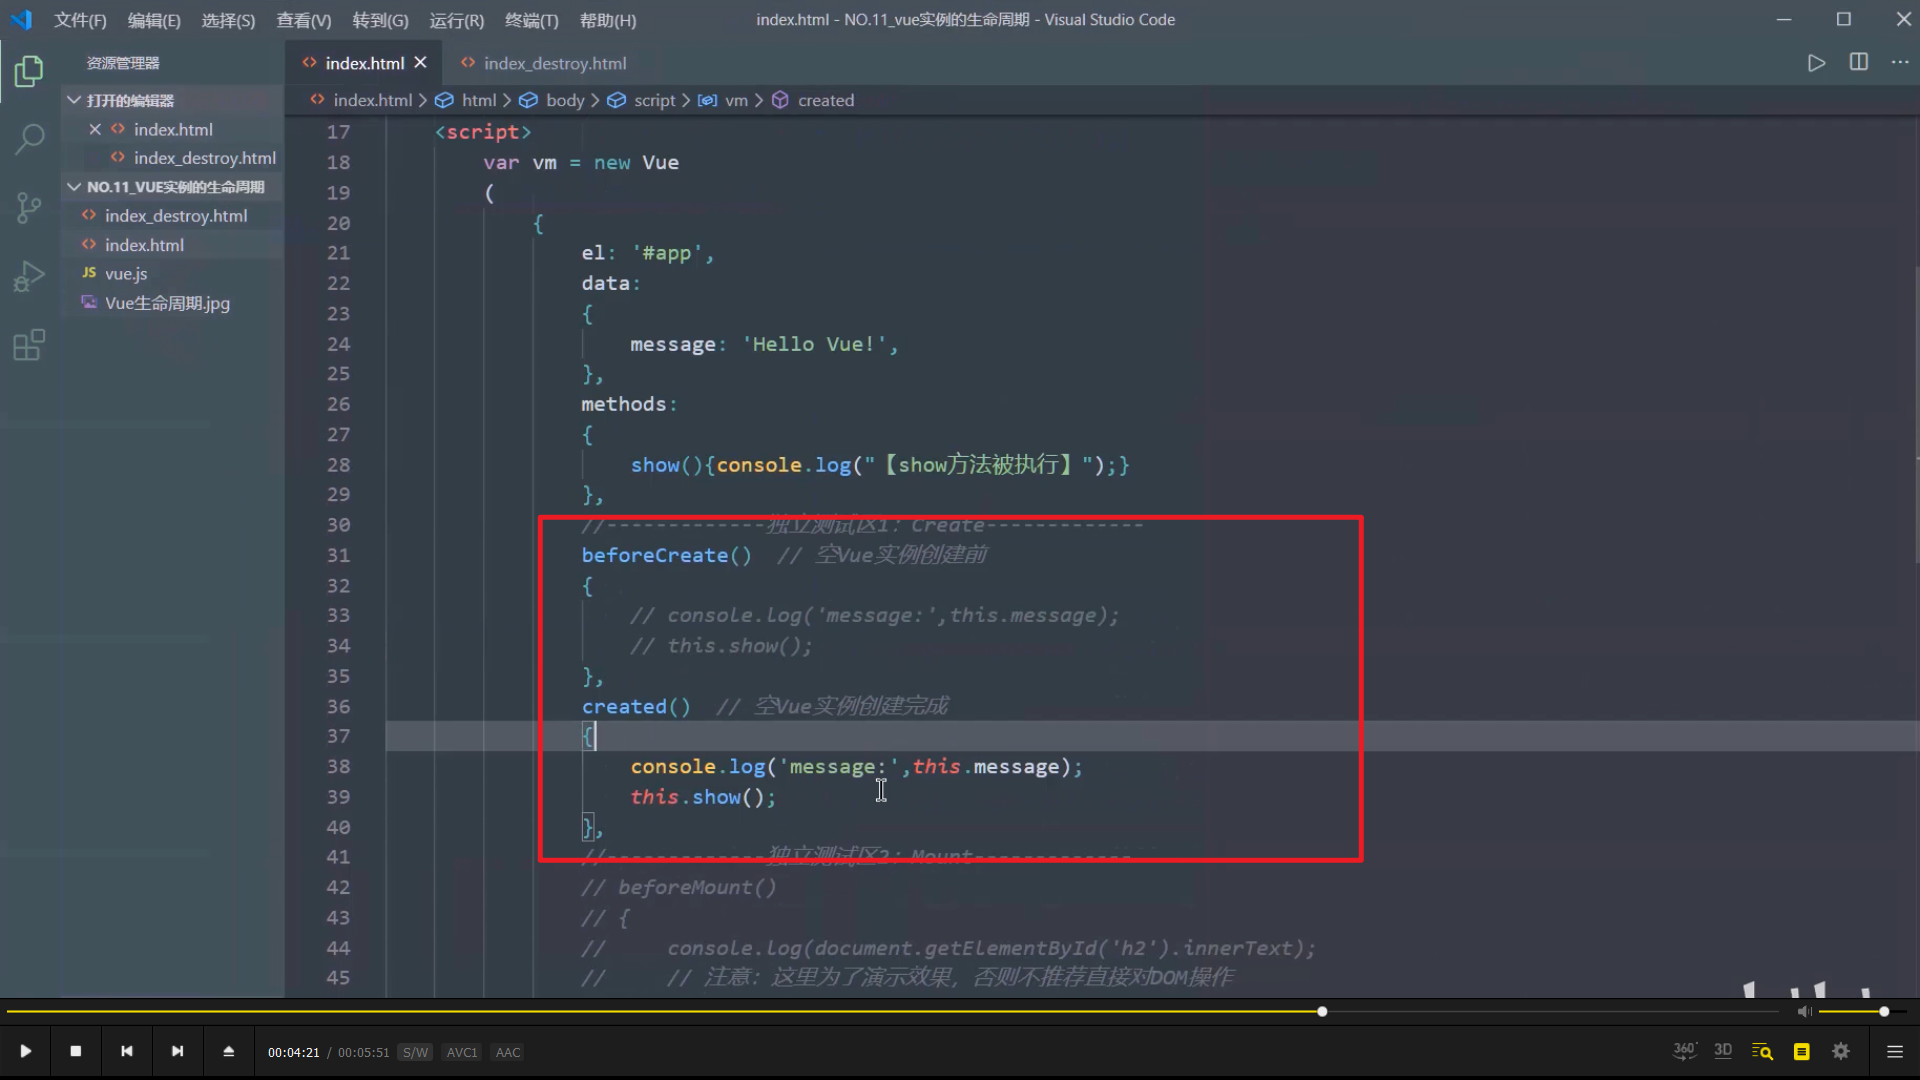 文件(F) 编辑(E) 选择(S) 查看(V) 转到(G) 运行(R) 终端(T) 帮助(H) index.html - NO.11_vue实例的生命周期 - Visual Studio Code
资源管理器
index.html
index_destroy.html
打开的编辑器
index.html
index_destroy.html
NO.11_VUE实例的生命周期
index_destroy.html
index.html
JS vue.js
Vue生命周期.jpg
index.html > html > body > script > vm > created
17 <script>
18 var vm = new Vue
19 (
20 {
21 el: '#app',
22 data:
23 {
24 message: 'Hello Vue!',
25 },
26 methods:
27 {
28 show(){console.log("【show方法被执行】");}
29 },
30 //-------------独立测试区1: Create-------------
31 beforeCreate() // 空Vue实例创建前
32 {
33 // console.log('message:',this.message);
34 // this.show();
35 },
36 created() // 空Vue实例创建完成
37 {
38 console.log('message:',this.message);
39 this.show();
40 },
41 //-------------独立测试区2: Mount-------------
42 // beforeMount()
43 // {
44 // console.log(document.getElementById('h2').innerText);
45 // // 注意: 这里为了演示效果, 否则不推荐直接对DOM操作
00:04:21 / 00:05:51 S/W AVC1 AAC
360° 3D